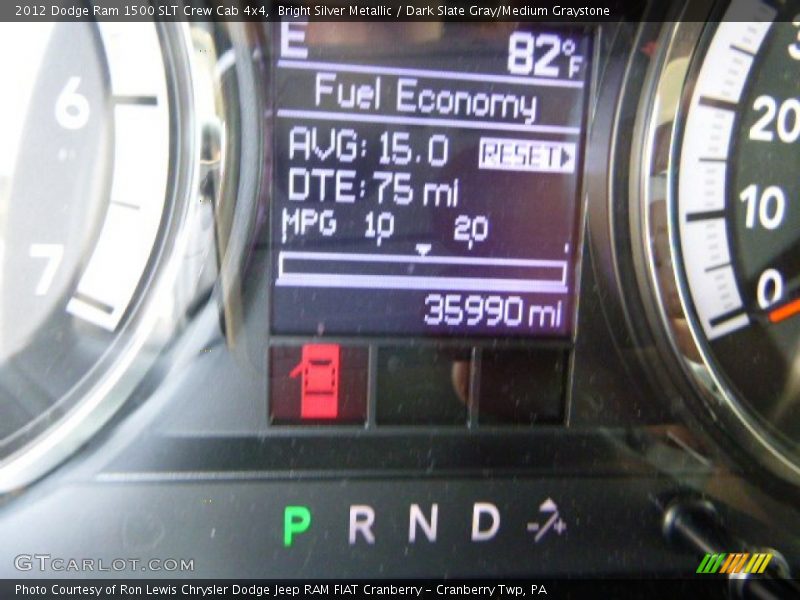 2012 Dodge Ram 1500 SLT Crew Cab 4x4,  Bright Silver Metallic / Dark Slate Gray/Medium Graystone
E 82°F
Fuel Economy
AVG: 15.0 RESET
DTE: 75 mi
MPG 10 20
35990 mi
6
7
20
10
0
P R N D -/+
GTCARLOT.COM
Photo Courtesy of Ron Lewis Chrysler Dodge Jeep RAM FIAT Cranberry - Cranberry Twp, PA